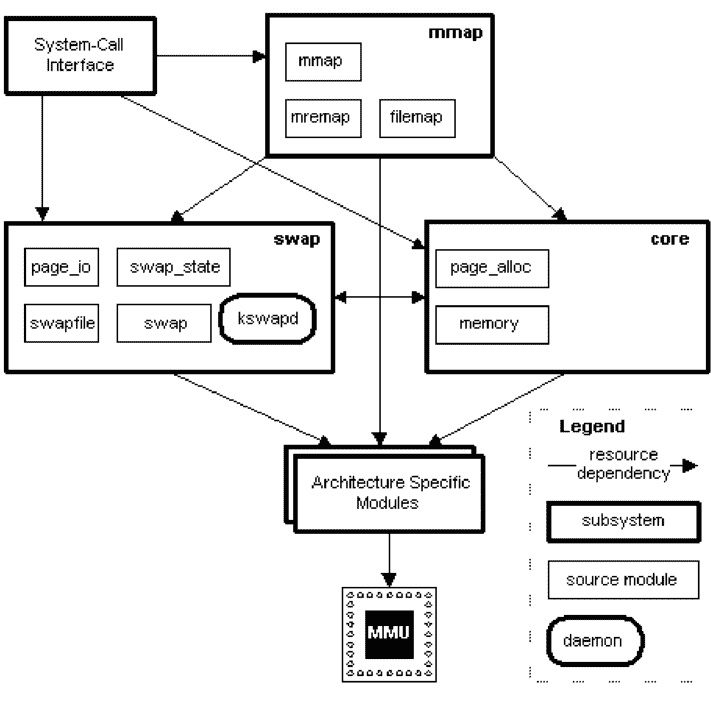 System-Call
Interface
mmap
mmap
mremap
filemap
swap
page_io
swap_state
swapfile
swap
kswapd
core
page_alloc
memory
Architecture Specific
Modules
MMU
Legend
resource
dependency
subsystem
source module
daemon